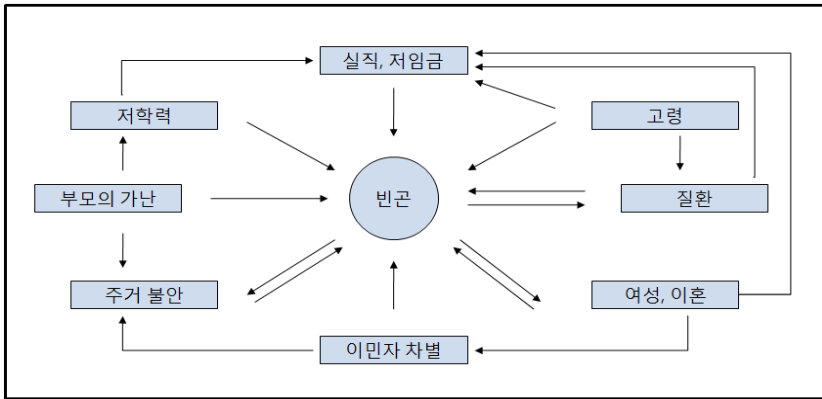 실직, 저임금
저학력
고령
부모의 가난
빈곤
질환
주거 불안
여성, 이혼
이민자 차별